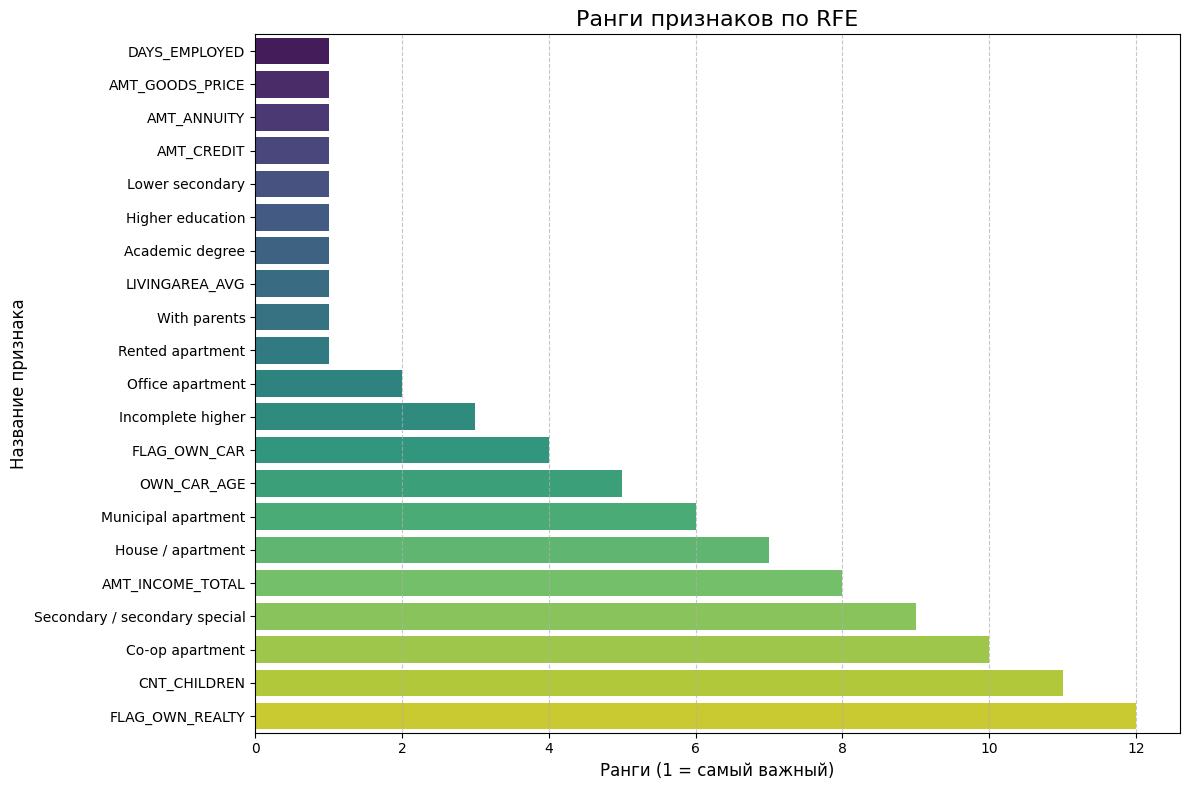 Ранги признаков по RFE
Название признака
DAYS_EMPLOYED
AMT_GOODS_PRICE
AMT_ANNUITY
AMT_CREDIT
Lower secondary
Higher education
Academic degree
LIVINGAREA_AVG
With parents
Rented apartment
Office apartment
Incomplete higher
FLAG_OWN_CAR
OWN_CAR_AGE
Municipal apartment
House / apartment
AMT_INCOME_TOTAL
Secondary / secondary special
Co-op apartment
CNT_CHILDREN
FLAG_OWN_REALTY
0 2 4 6 8 10 12
Ранги (1 = самый важный)